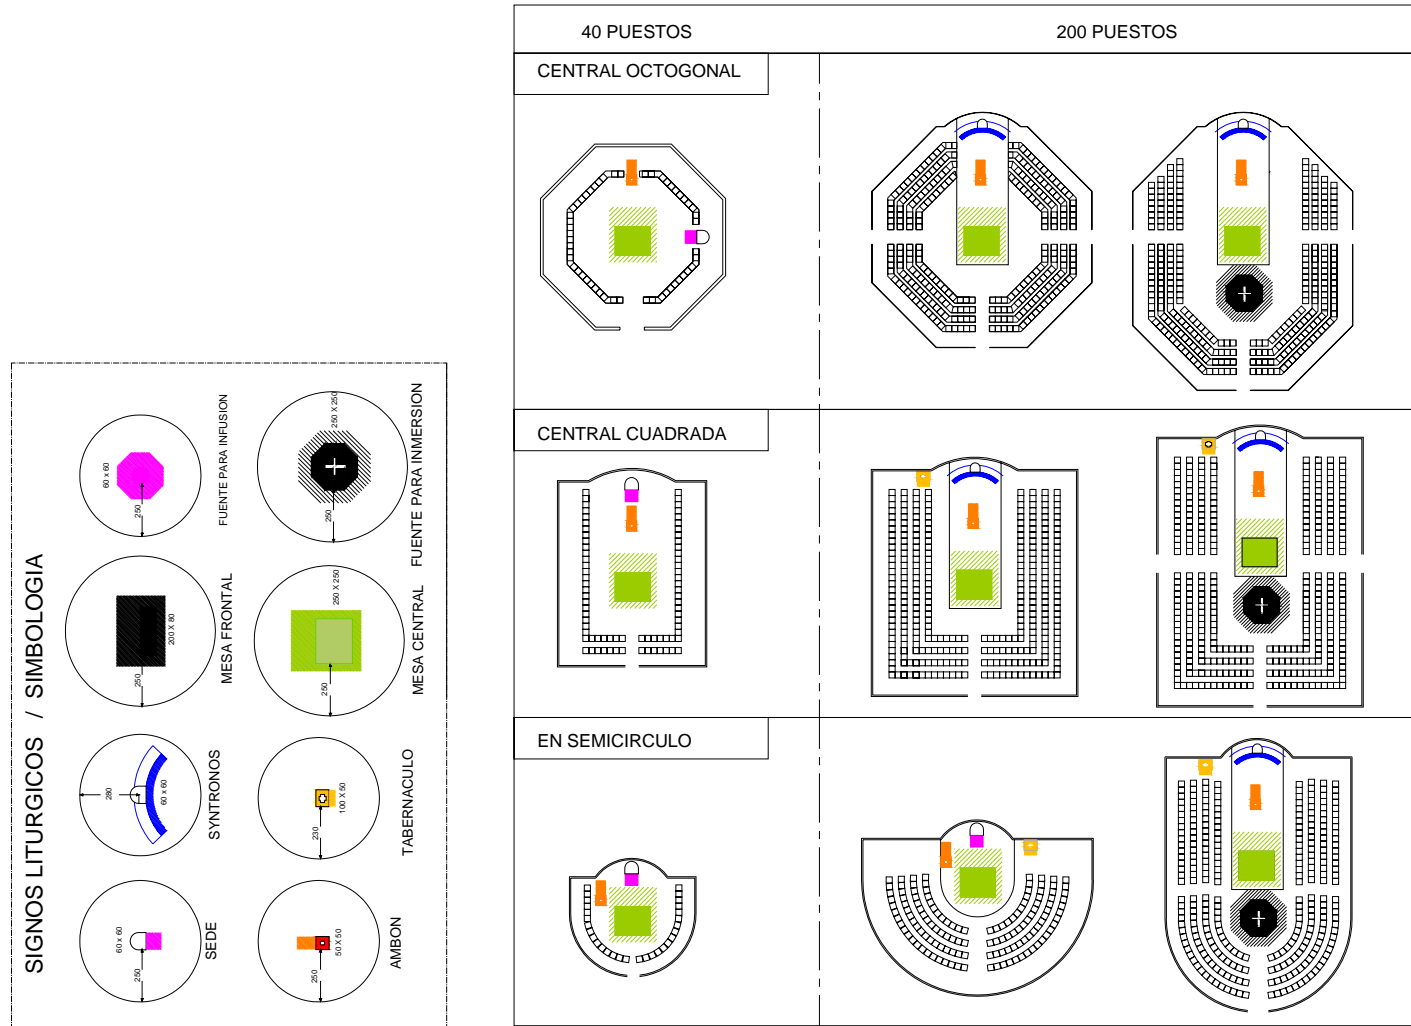 40 PUESTOS
200 PUESTOS
CENTRAL OCTOGONAL
CENTRAL CUADRADA
EN SEMICIRCULO
SIGNOS LITURGICOS / SIMBOLOGIA
60 x 60
250
FUENTE PARA INFUSION
250 X 250
250
FUENTE PARA INMERSION
200 X 80
250
MESA FRONTAL
250 X 250
250
MESA CENTRAL
280
60 x 60
SYNTRONOS
100 X 50
230
TABERNACULO
60 x 60
250
SEDE
50 X 50
250
AMBON